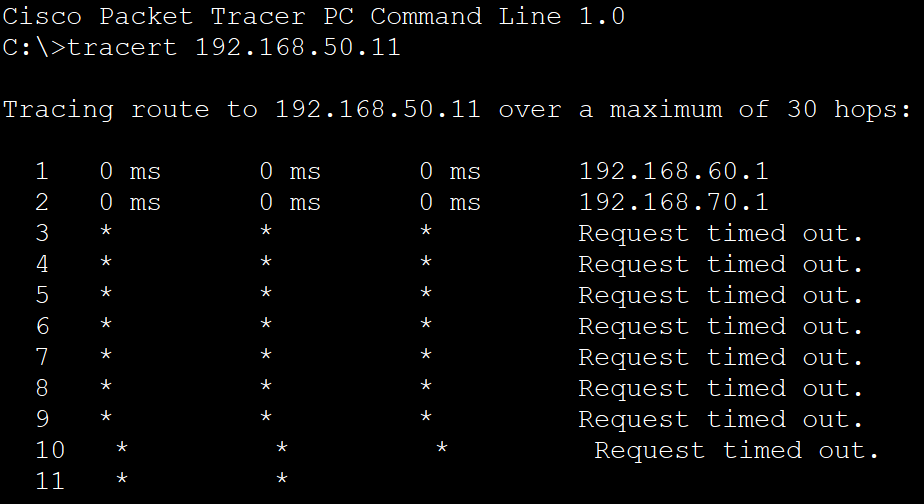 Cisco Packet Tracer PC Command Line 1.0
C:\>tracert 192.168.50.11
Tracing route to 192.168.50.11 over a maximum of 30 hops:
1 0 ms 0 ms 0 ms 192.168.60.1
2 0 ms 0 ms 0 ms 192.168.70.1
3 * * * Request timed out.
4 * * * Request timed out.
5 * * * Request timed out.
6 * * * Request timed out.
7 * * * Request timed out.
8 * * * Request timed out.
9 * * * Request timed out.
10 * * * Request timed out.
11 * *